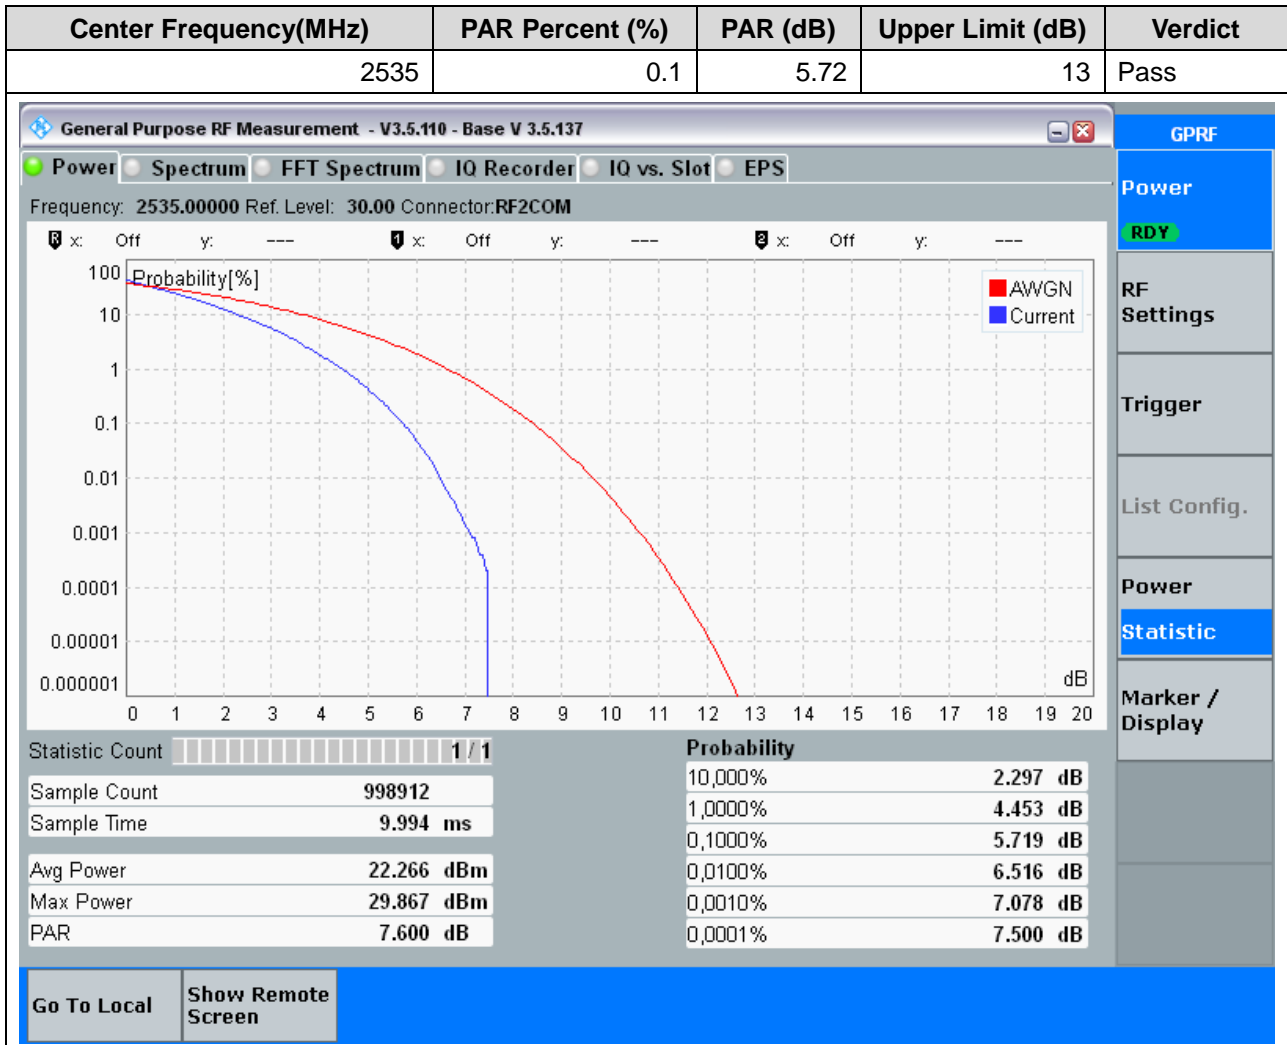 Center Frequency(MHz) PAR Percent (%) PAR (dB) Upper Limit (dB) Verdict
2535 0.1 5.72 13 Pass
General Purpose RF Measurement - V3.5.110 - Base V 3.5.137
GPRF
Power Spectrum FFT Spectrum IQ Recorder IQ vs. Slot EPS
Frequency: 2535.00000 Ref. Level: 30.00 Connector:RF2COM
R x: Off y: --- 1 x: Off y: --- 2 x: Off y: ---
Probability[%]
100
10
1
0.1
0.01
0.001
0.0001
0.00001
0.000001
AWGN
Current
dB
0 1 2 3 4 5 6 7 8 9 10 11 12 13 14 15 16 17 18 19 20
Statistic Count 1 / 1
Sample Count 998912
Sample Time 9.994 ms
Avg Power 22.266 dBm
Max Power 29.867 dBm
PAR 7.600 dB
Probability
10,000% 2.297 dB
1,0000% 4.453 dB
0,1000% 5.719 dB
0,0100% 6.516 dB
0,0010% 7.078 dB
0,0001% 7.500 dB
Power
RDY
RF
Settings
Trigger
List Config.
Power
Statistic
Marker /
Display
Go To Local
Show Remote
Screen